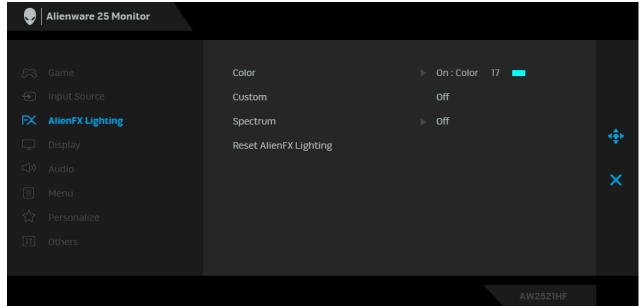 Alienware 25 Monitor
Game
Color On : Color 17
Input Source
Custom Off
FX AlienFX Lighting
Spectrum Off
Display
Reset AlienFX Lighting
Audio
Menu
Personalize
Others
AW2521HF